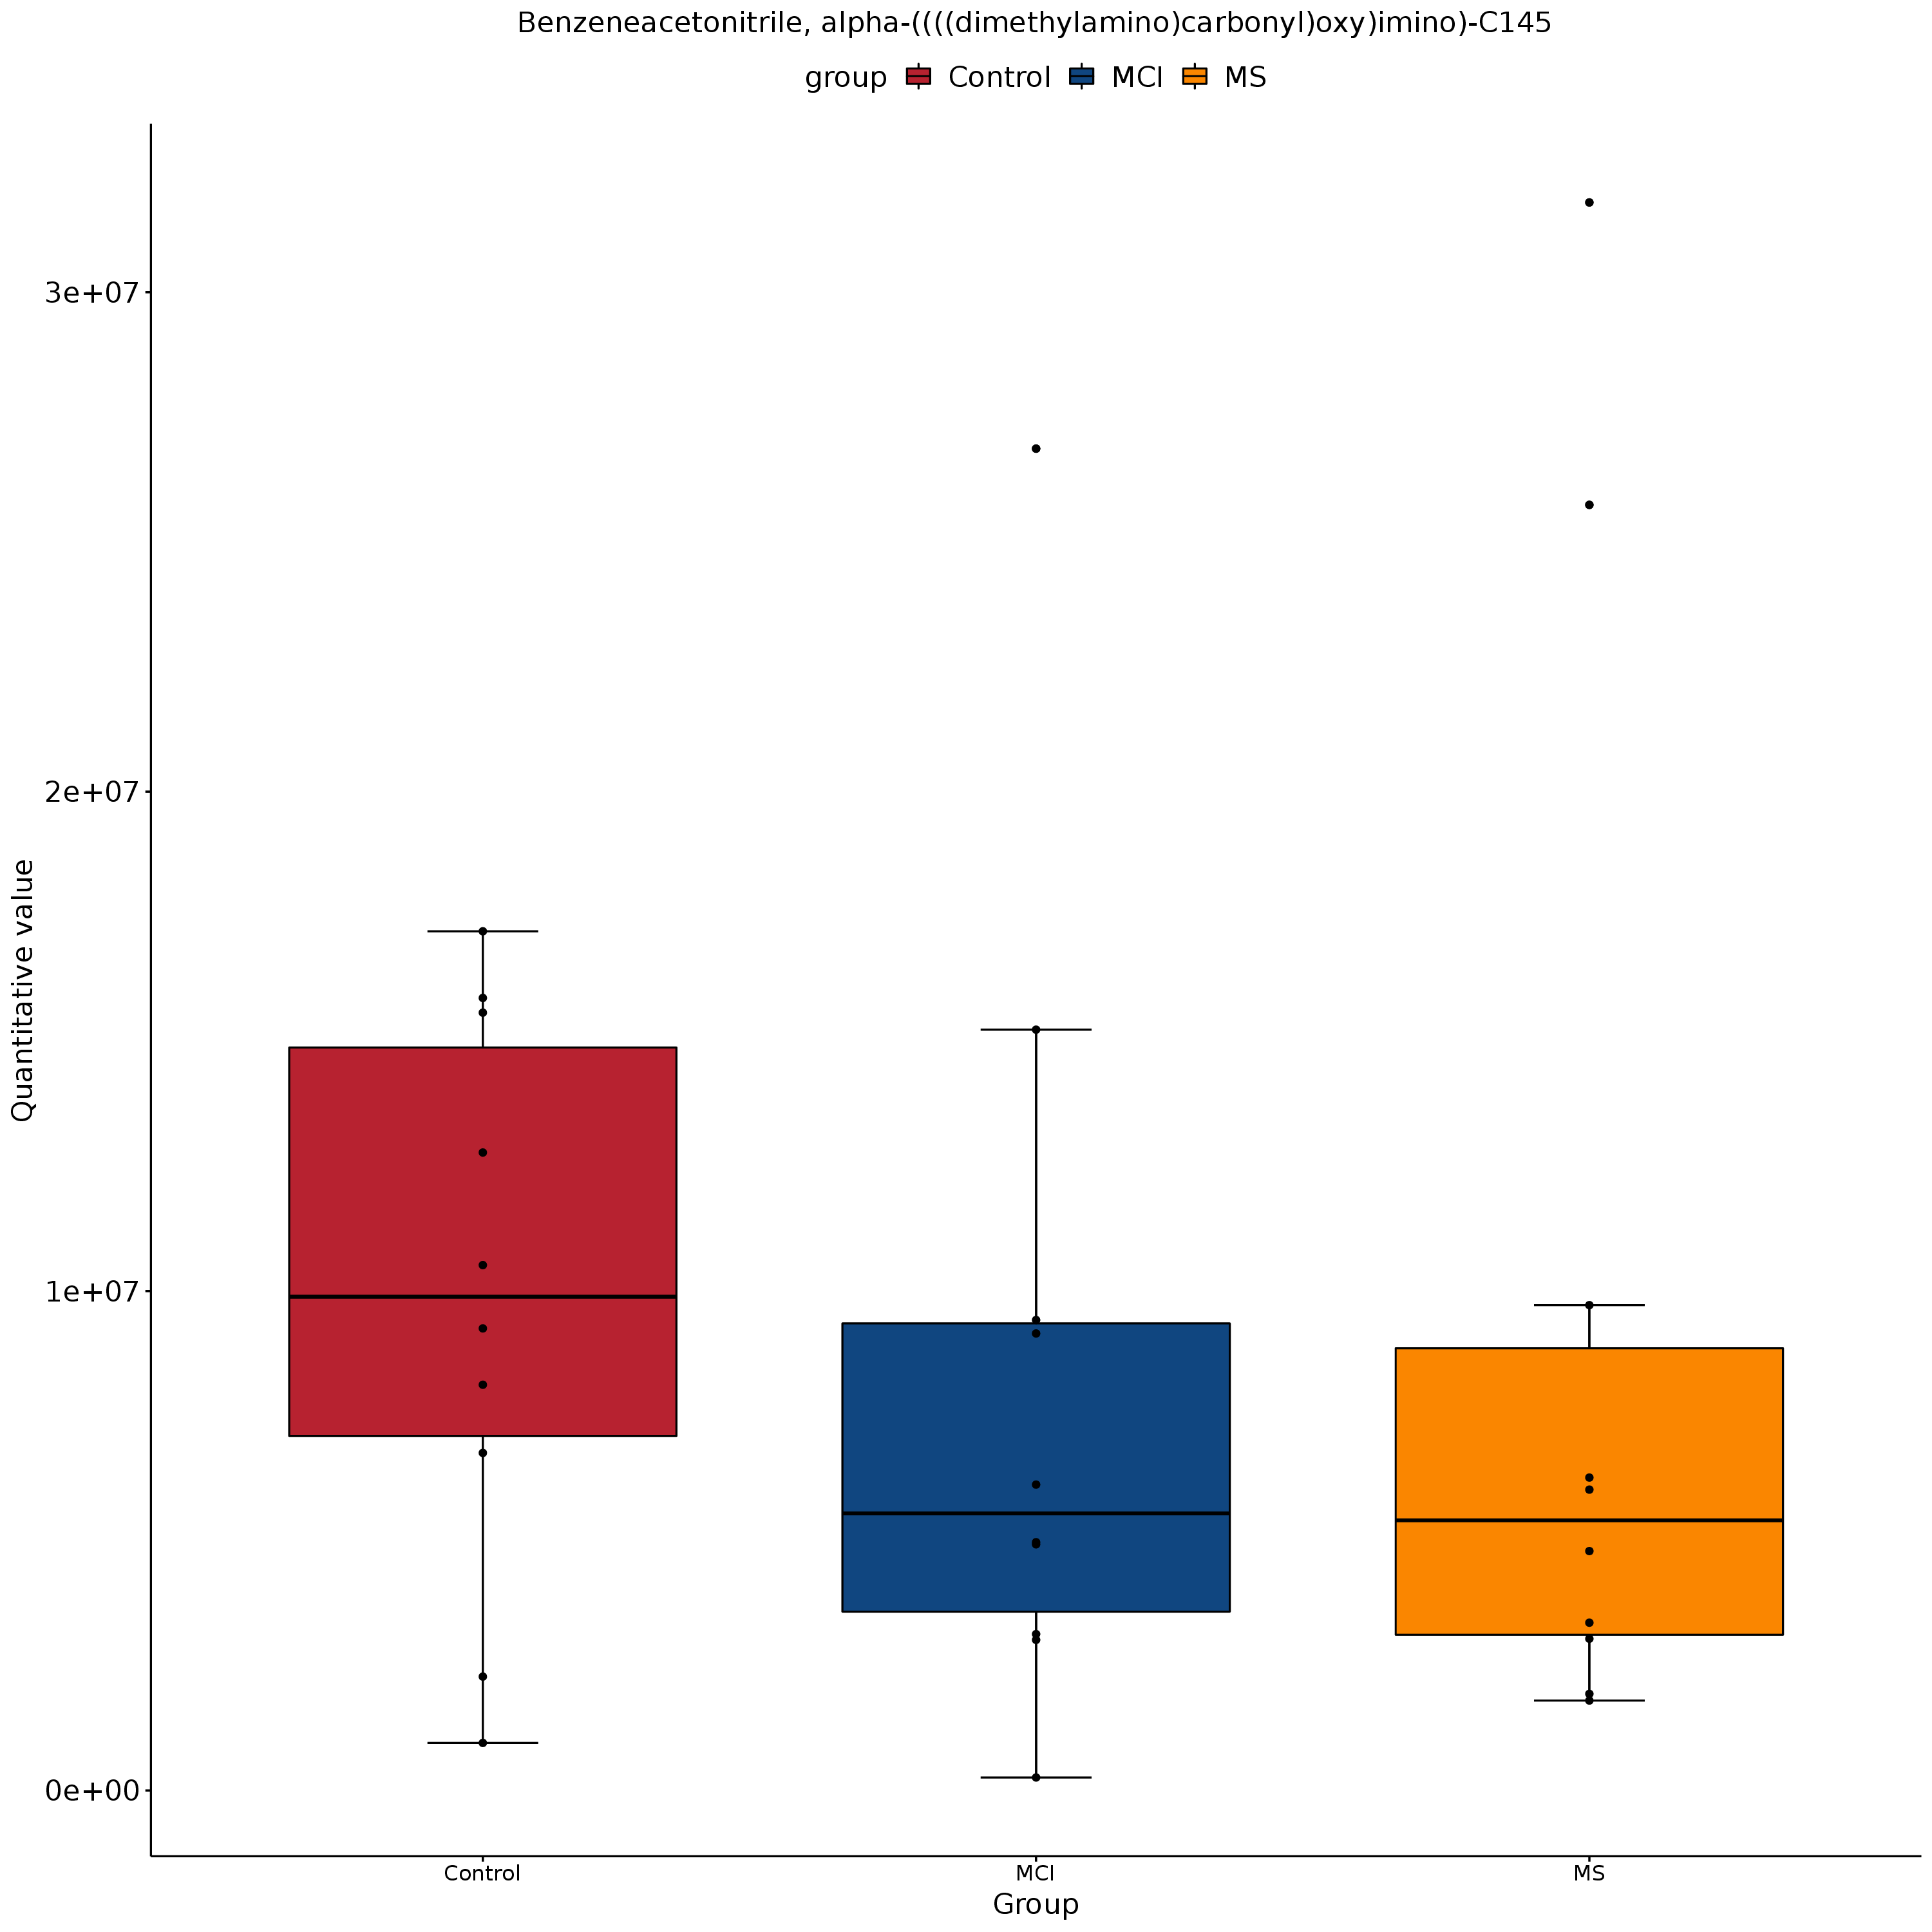 Benzeneacetonitrile, alpha-((((dimethylamino)carbonyl)oxy)imino)-C145
group Control MCI MS
3e+07
2e+07
1e+07
0e+00
Quantitative value
Control MCI MS
Group